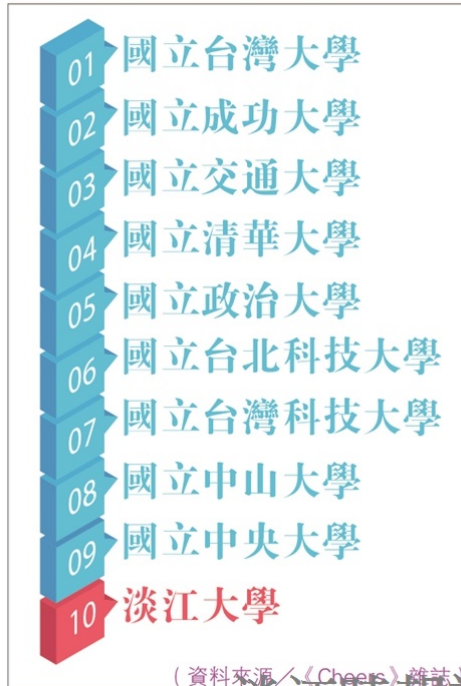 01 國立台灣大學
02 國立成功大學
03 國立交通大學
04 國立清華大學
05 國立政治大學
06 國立台北科技大學
07 國立台灣科技大學
08 國立中山大學
09 國立中央大學
10 淡江大學
(資料來源／《Cheers》雜誌)